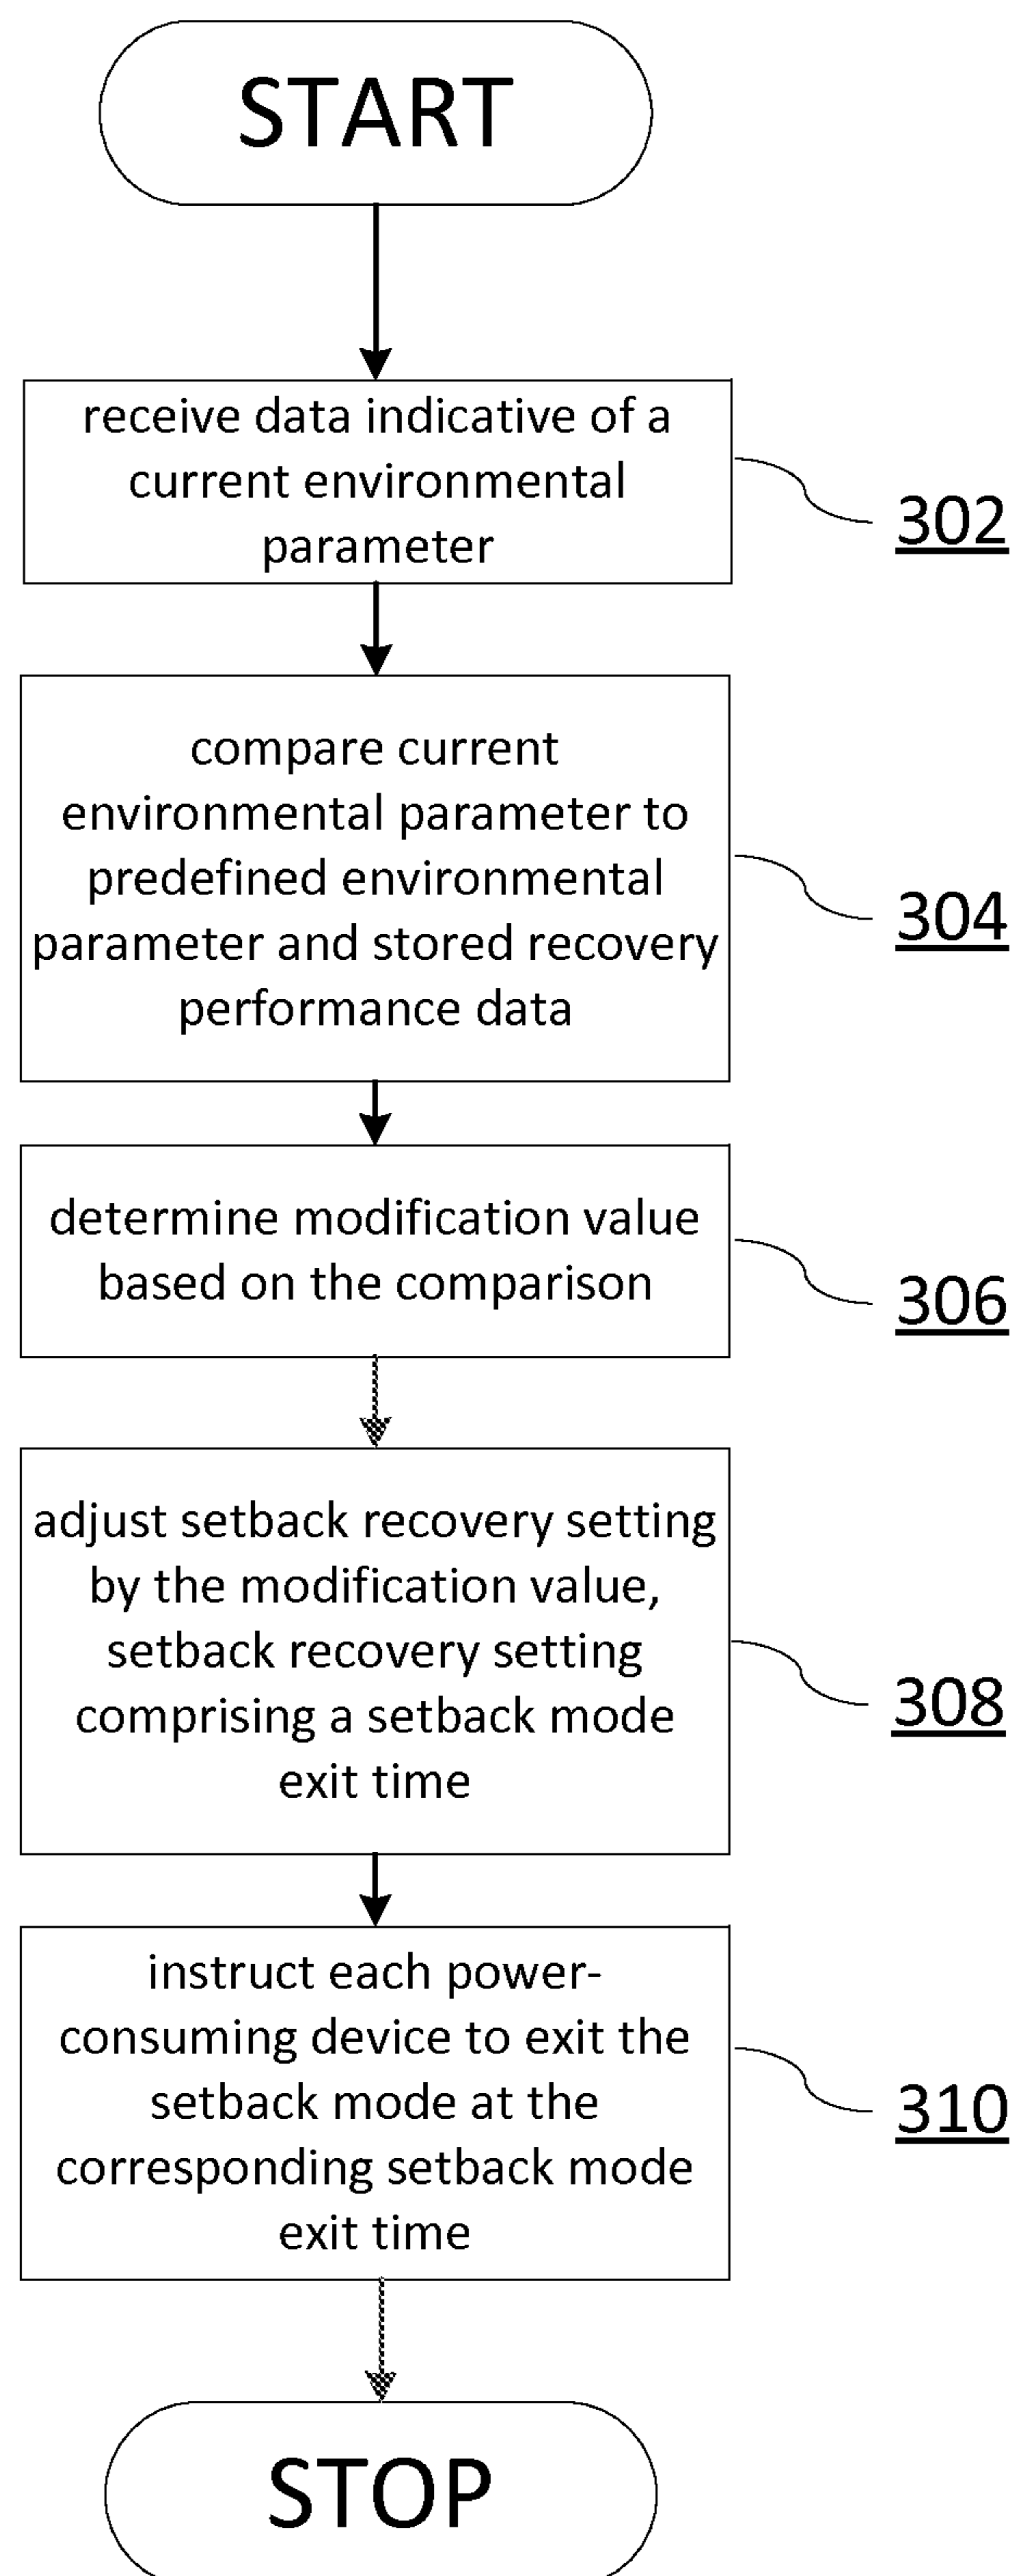 START
receive data indicative of a
current environmental
parameter
302
compare current
environmental parameter to
predefined environmental
parameter and stored recovery
performance data
304
determine modification value
based on the comparison
306
adjust setback recovery setting
by the modification value,
setback recovery setting
comprising a setback mode
exit time
308
instruct each power-
consuming device to exit the
setback mode at the
corresponding setback mode
exit time
310
STOP